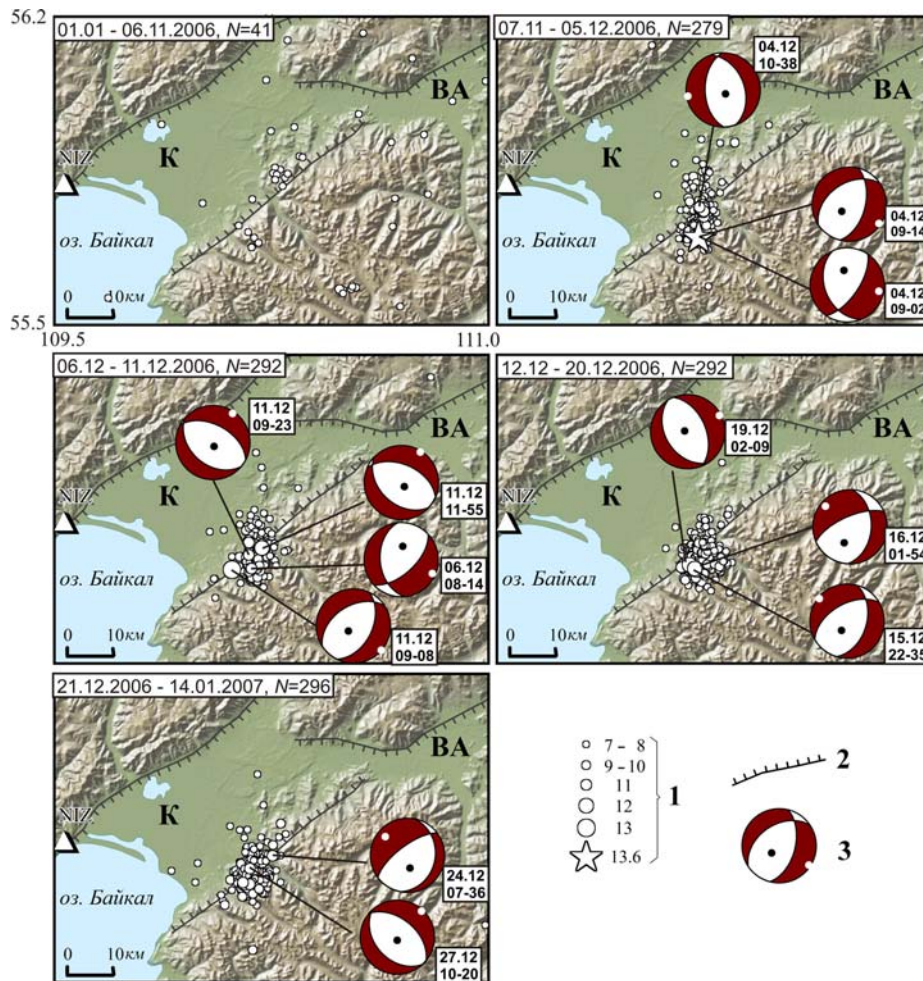 56.2
01.01 - 06.11.2006, N=41
ВА
К
NIZ
оз. Байкал
0 10км
55.5
109.5
111.0
07.11 - 05.12.2006, N=279
04.12
10-38
ВА
К
NIZ
04.12
09-14
оз. Байкал
04.12
09-02
0 10км
06.12 - 11.12.2006, N=292
11.12
09-23
ВА
К
11.12
11-55
NIZ
06.12
08-14
оз. Байкал
11.12
09-08
0 10км
12.12 - 20.12.2006, N=292
19.12
02-09
ВА
К
NIZ
16.12
01-54
оз. Байкал
15.12
22-35
0 10км
21.12.2006 - 14.01.2007, N=296
ВА
К
NIZ
24.12
07-36
оз. Байкал
27.12
10-20
0 10км
7 – 8
9 –10
11
12
13
13.6
1
2
3